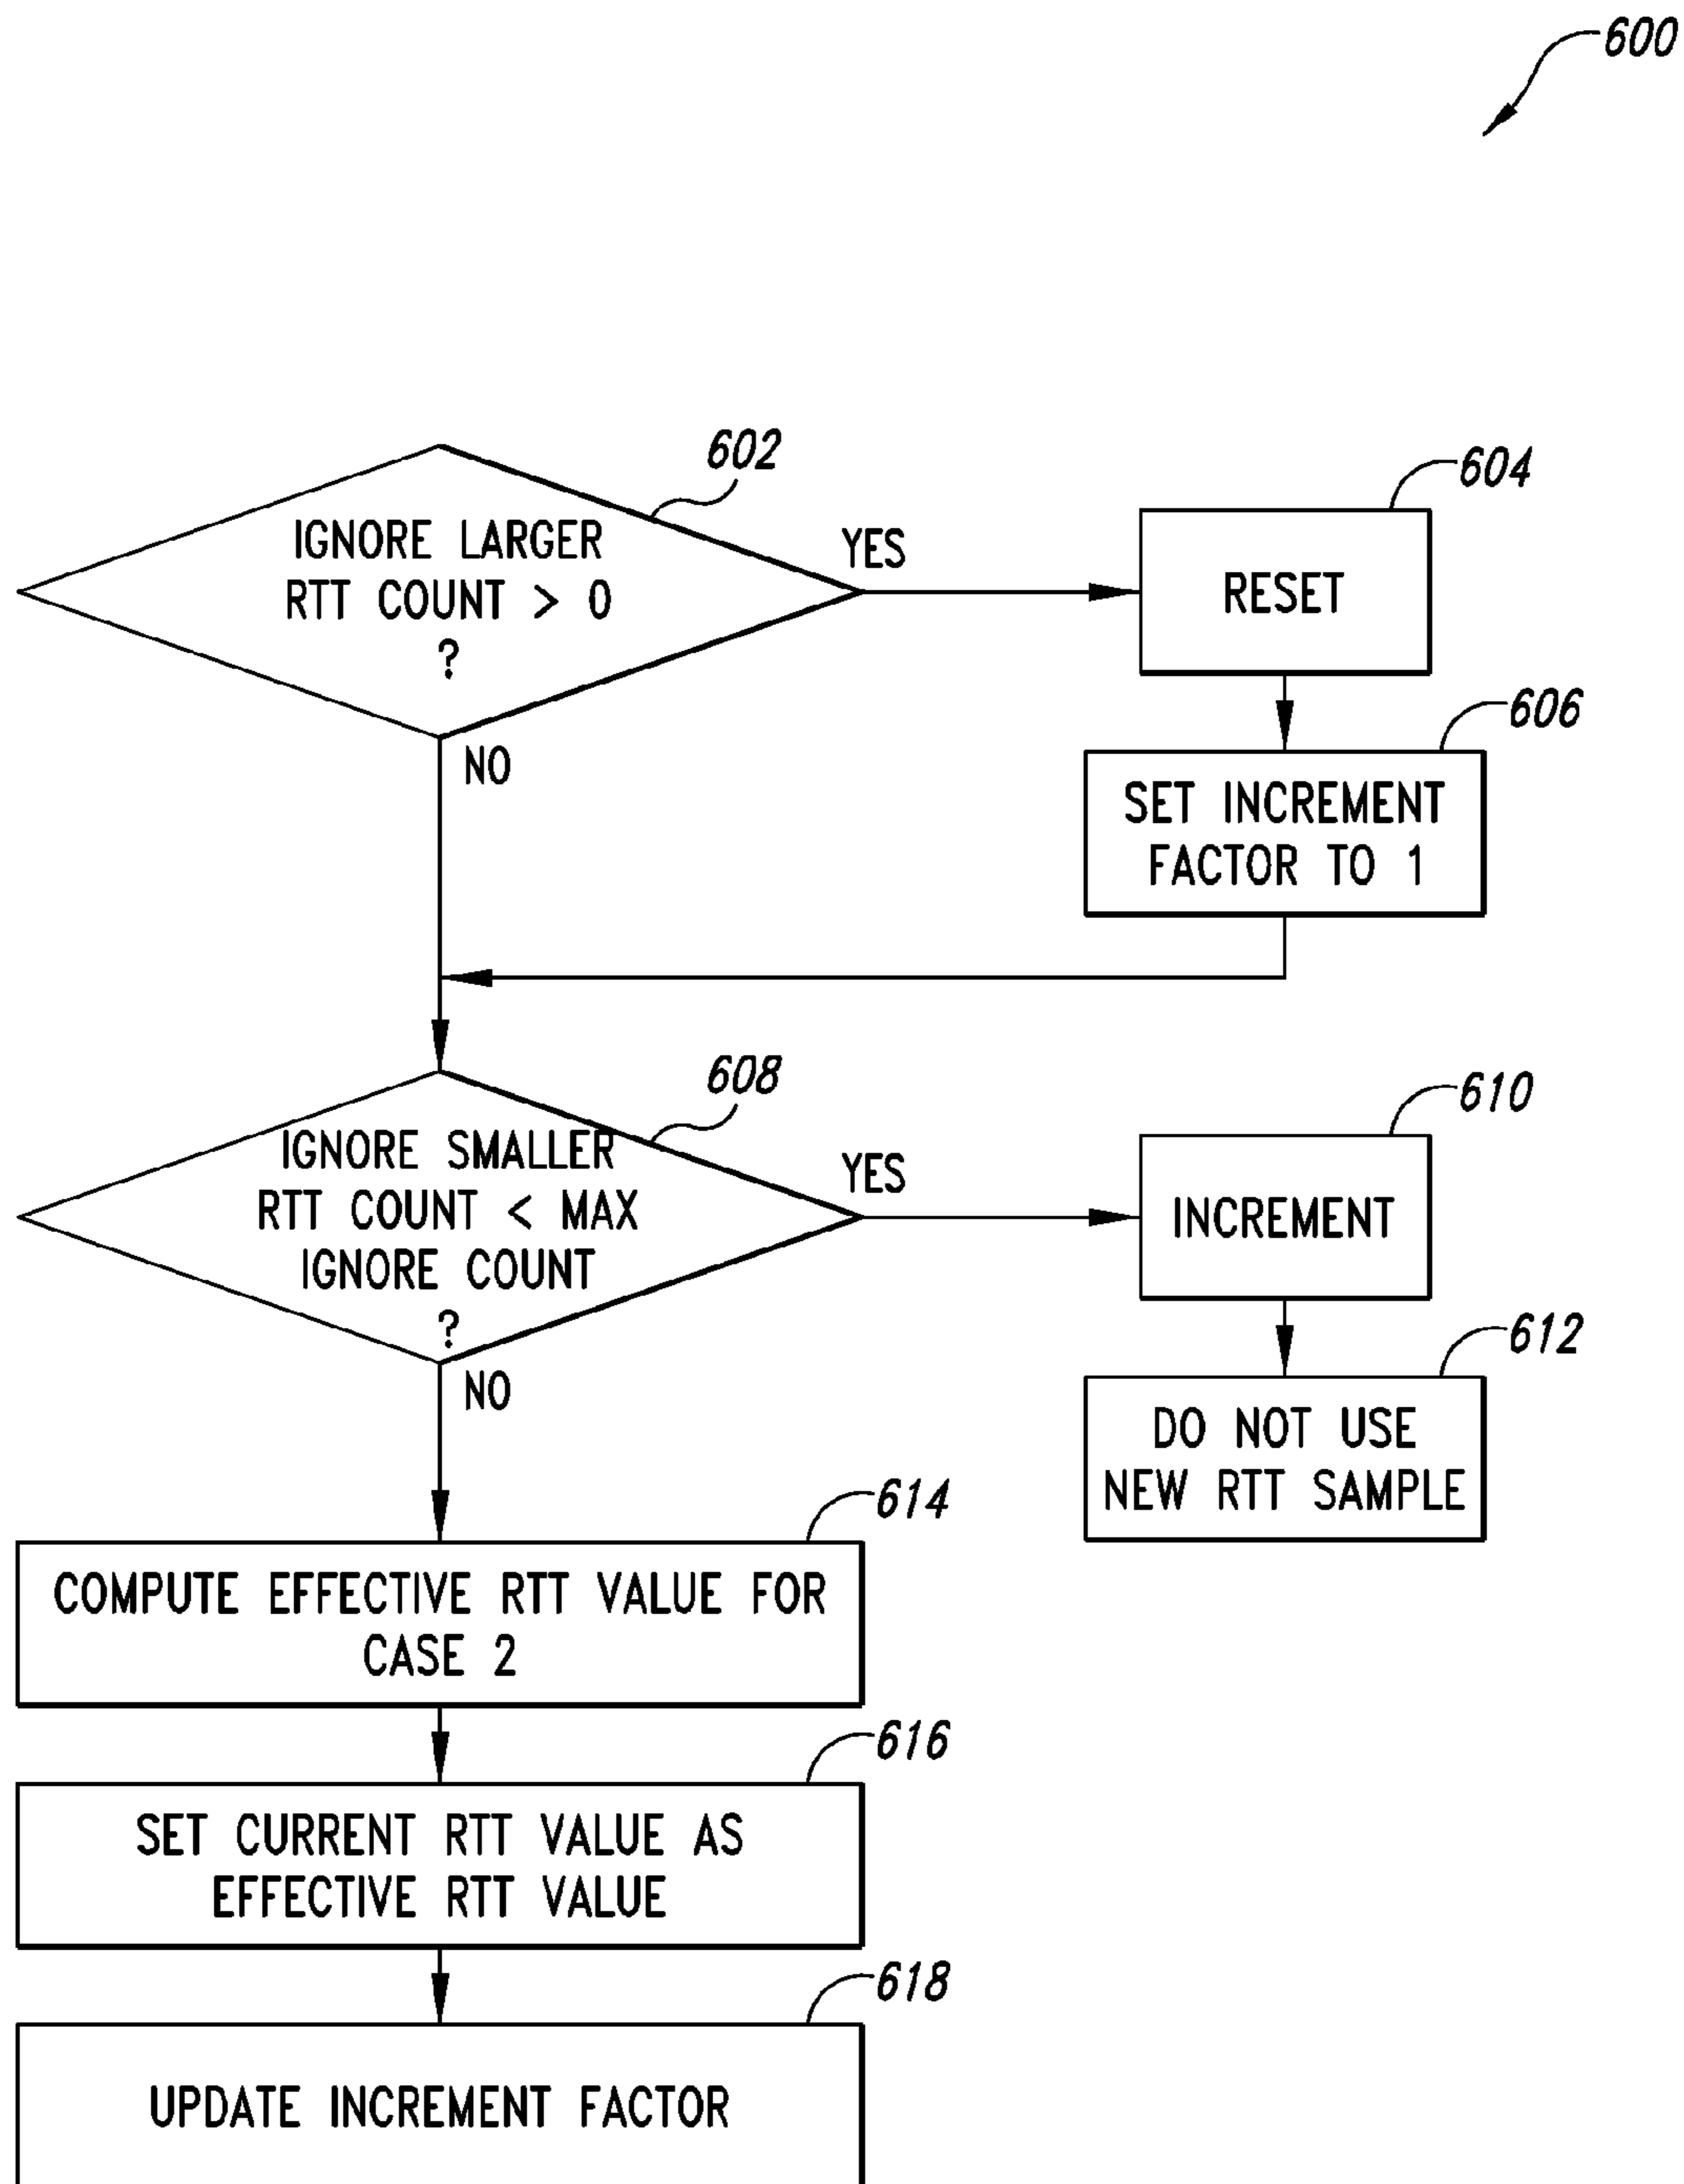 600
602
IGNORE LARGER
RTT COUNT > 0
?
YES
NO
604
RESET
606
SET INCREMENT
FACTOR TO 1
608
IGNORE SMALLER
RTT COUNT < MAX
IGNORE COUNT
?
YES
NO
610
INCREMENT
612
DO NOT USE
NEW RTT SAMPLE
614
COMPUTE EFFECTIVE RTT VALUE FOR
CASE 2
616
SET CURRENT RTT VALUE AS
EFFECTIVE RTT VALUE
618
UPDATE INCREMENT FACTOR